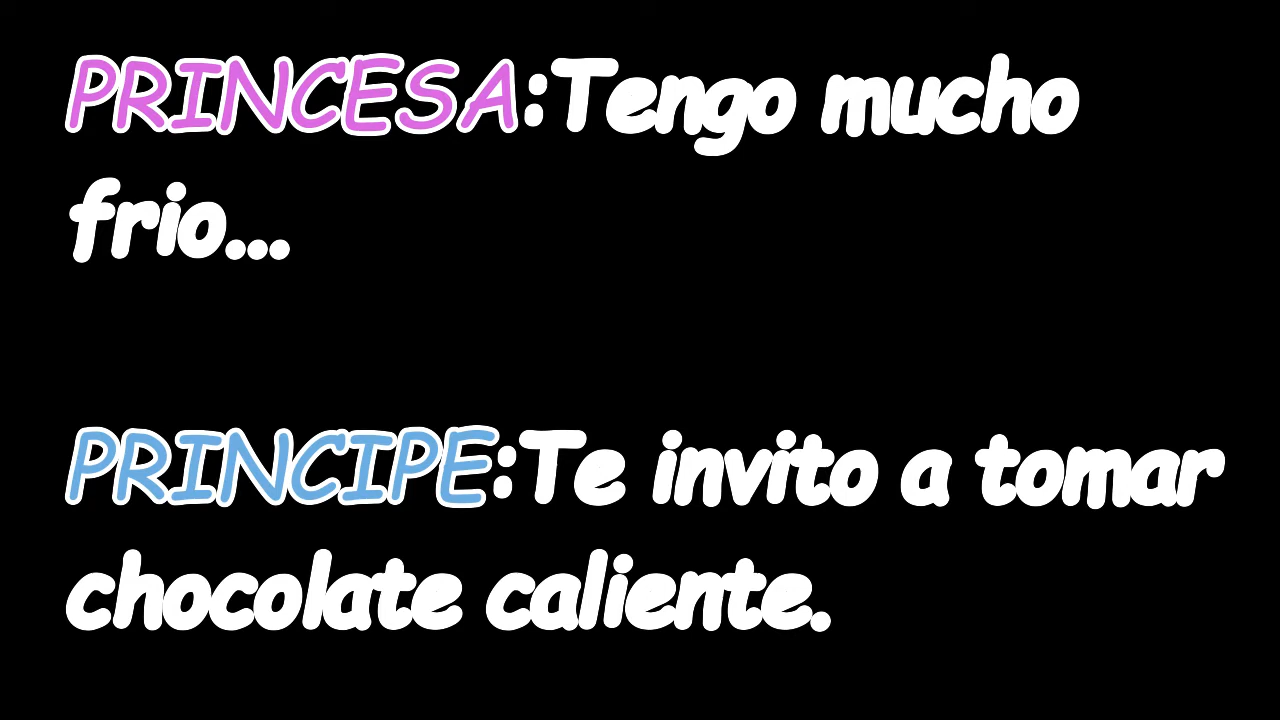 PRINCESA:Tengo mucho
frio...
PRINCIPE:Te invito a tomar
chocolate caliente.